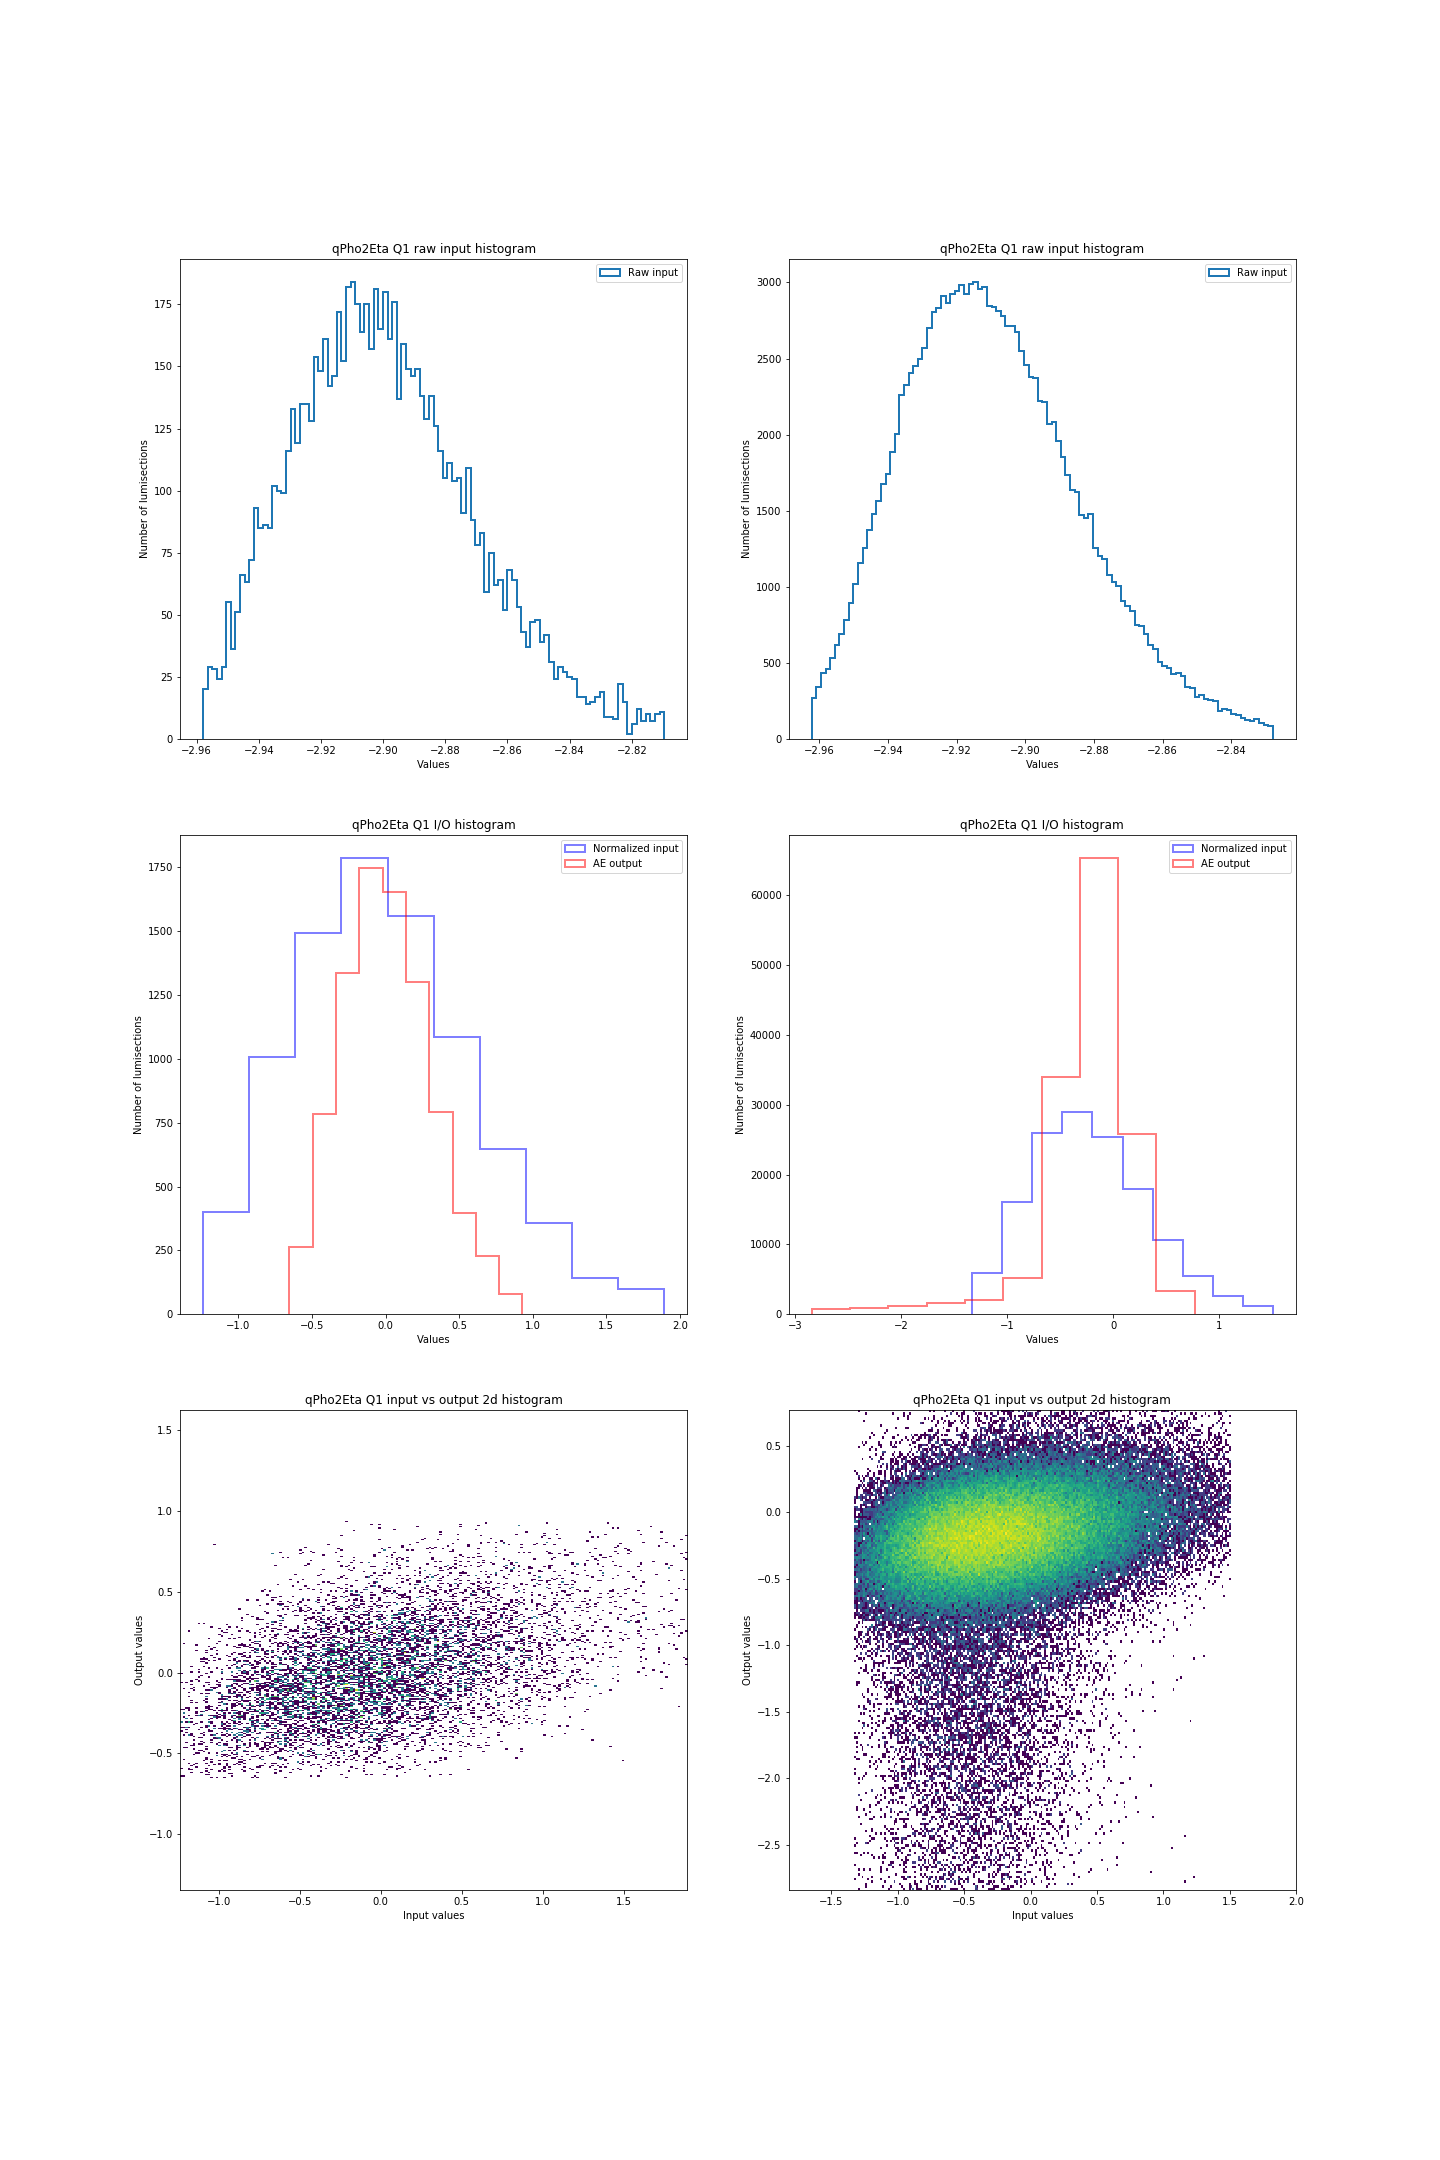 qPho2Eta Q1 raw input histogram
Raw input
Number of lumisections
175
150
125
100
75
50
25
0
−2.96 −2.94 −2.92 −2.90 −2.88 −2.86 −2.84 −2.82
Values
qPho2Eta Q1 raw input histogram
Raw input
Number of lumisections
3000
2500
2000
1500
1000
500
0
−2.96 −2.94 −2.92 −2.90 −2.88 −2.86 −2.84
Values
qPho2Eta Q1 I/O histogram
Normalized input
AE output
Number of lumisections
1750
1500
1250
1000
750
500
250
0
−1.0 −0.5 0.0 0.5 1.0 1.5 2.0
Values
qPho2Eta Q1 I/O histogram
Normalized input
AE output
Number of lumisections
60000
50000
40000
30000
20000
10000
0
−3 −2 −1 0 1
Values
qPho2Eta Q1 input vs output 2d histogram
Output values
1.5
1.0
0.5
0.0
−0.5
−1.0
−1.0 −0.5 0.0 0.5 1.0 1.5
Input values
qPho2Eta Q1 input vs output 2d histogram
Output values
0.5
0.0
−0.5
−1.0
−1.5
−2.0
−2.5
−1.5 −1.0 −0.5 0.0 0.5 1.0 1.5 2.0
Input values